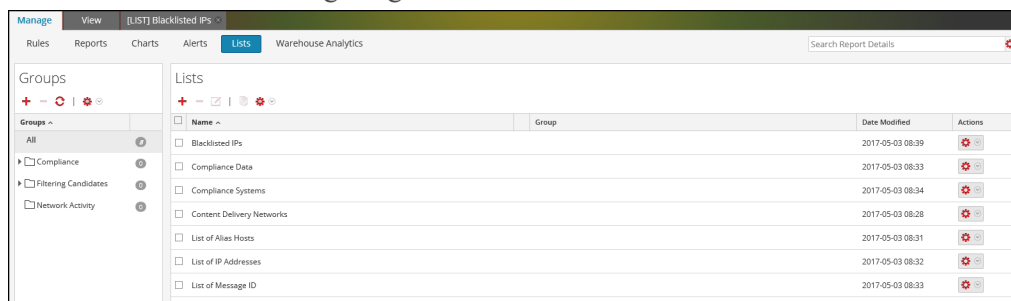 Manage View [LIST] Blacklisted IPs ×
Rules Reports Charts Alerts Lists Warehouse Analytics Search Report Details
Groups
Lists
Groups
Name Group Date Modified Actions
All
Blacklisted IPs 2017-05-03 08:39
Compliance 0
Compliance Data 2017-05-03 08:33
Filtering Candidates 0
Compliance Systems 2017-05-03 08:34
Network Activity 0
Content Delivery Networks 2017-05-03 08:28
List of Alias Hosts 2017-05-03 08:31
List of IP Addresses 2017-05-03 08:32
List of Message ID 2017-05-03 08:33